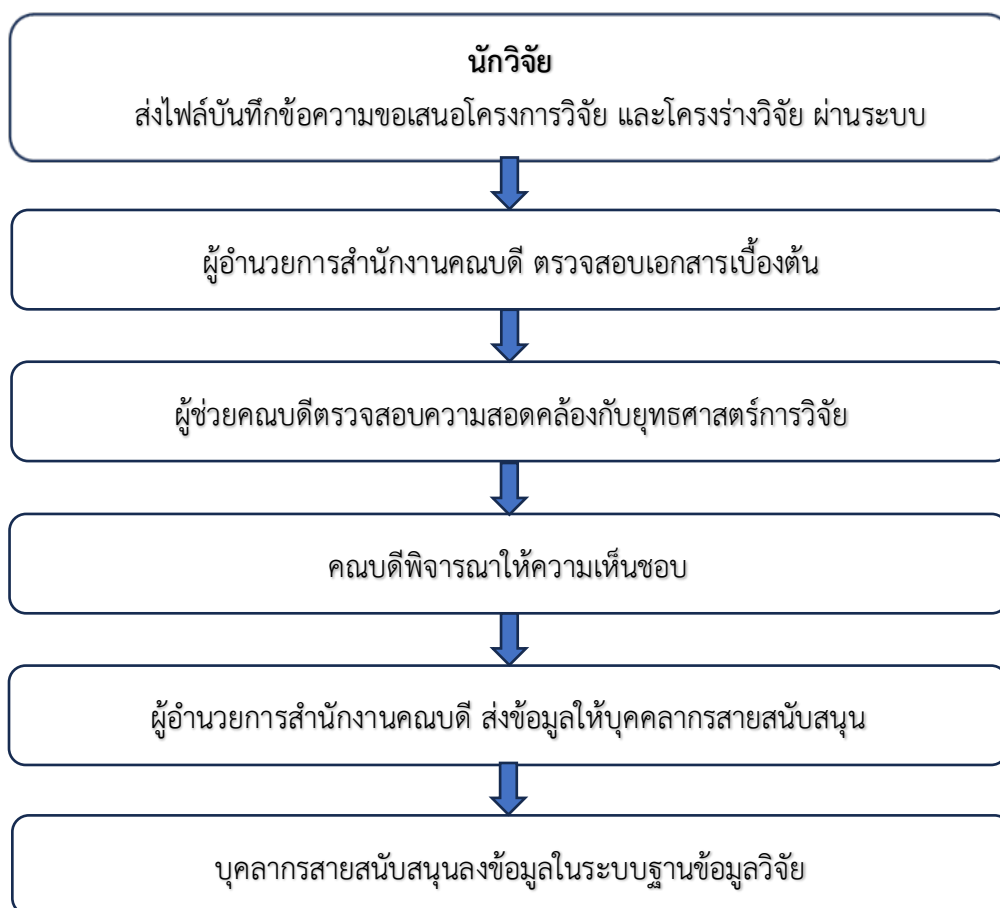 นักวิจัย
ส่งไฟล์บันทึกข้อความขอเสนอโครงการวิจัย และโครงร่างวิจัย ผ่านระบบ
ผู้อำนวยการสำนักงานคณบดี ตรวจสอบเอกสารเบื้องต้น
ผู้ช่วยคณบดีตรวจสอบความสอดคล้องกับยุทธศาสตร์การวิจัย
คณบดีพิจารณาให้ความเห็นชอบ
ผู้อำนวยการสำนักงานคณบดี ส่งข้อมูลให้บุคคลากรสายสนับสนุน
บุคลากรสายสนับสนุนลงข้อมูลในระบบฐานข้อมูลวิจัย